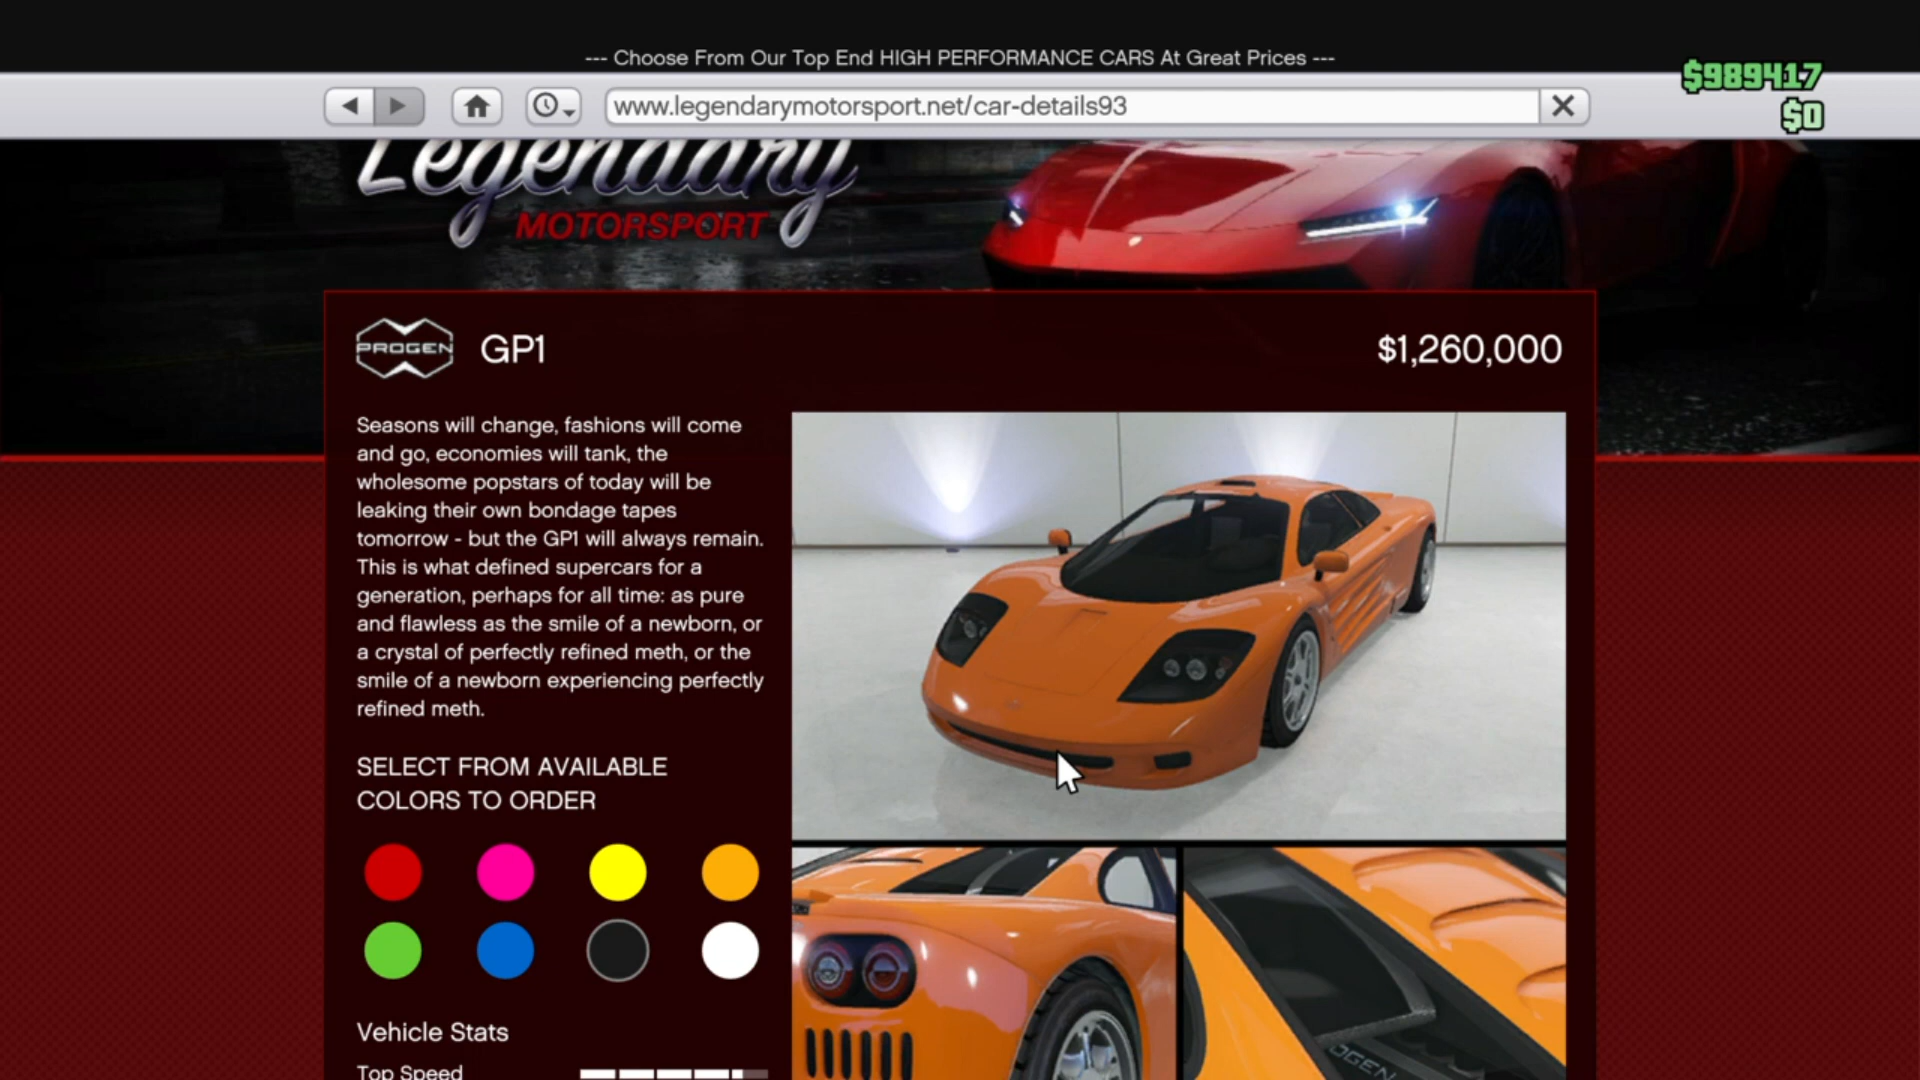 --- Choose From Our Top End HIGH PERFORMANCE CARS At Great Prices ---
$989417
www.legendarymotorsport.net/car-details93
$0
Legendary
MOTORSPORT
PROGEN
GP1
$1,260,000
Seasons will change, fashions will come
and go, economies will tank, the
wholesome popstars of today will be
leaking their own bondage tapes
tomorrow - but the GP1 will always remain.
This is what defined supercars for a
generation, perhaps for all time: as pure
and flawless as the smile of a newborn, or
a crystal of perfectly refined meth, or the
smile of a newborn experiencing perfectly
refined meth.
SELECT FROM AVAILABLE
COLORS TO ORDER
Vehicle Stats
Top Speed
OGEN